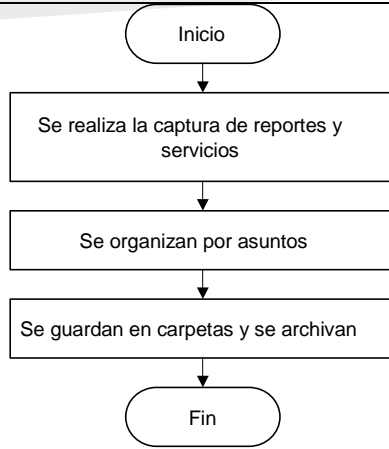 Inicio
Se realiza la captura de reportes y
servicios
Se organizan por asuntos
Se guardan en carpetas y se archivan
Fin